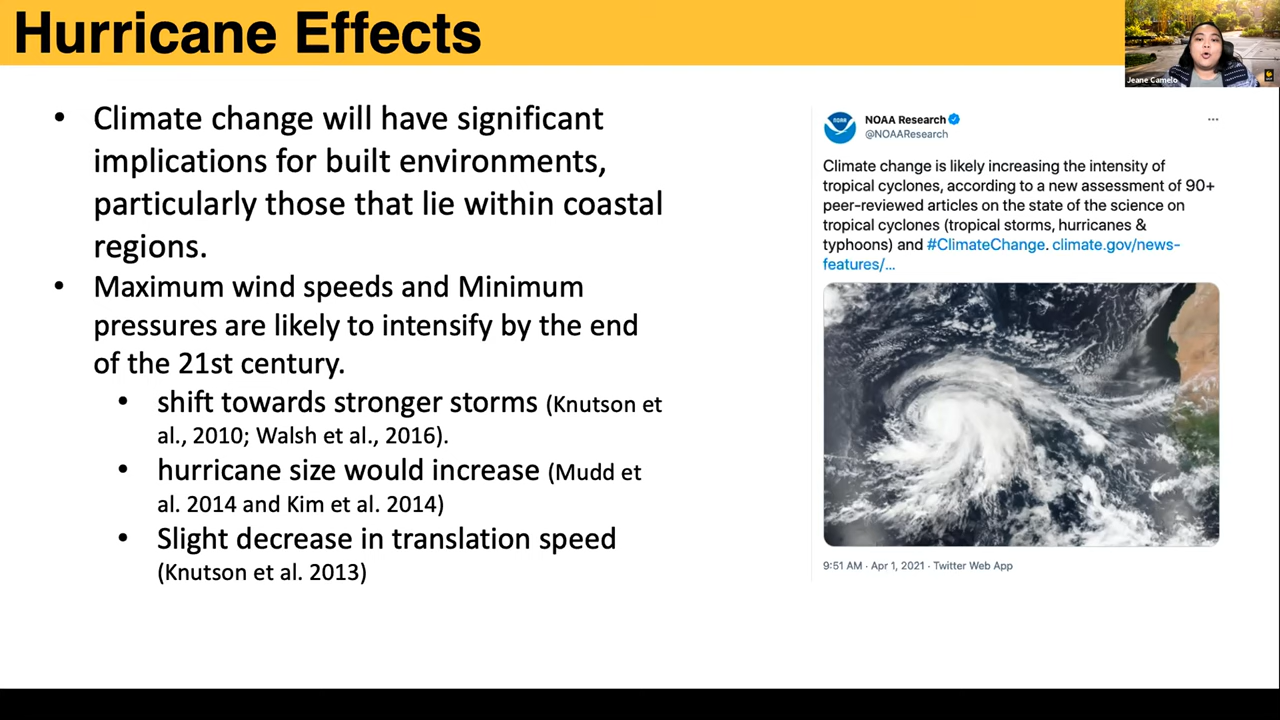 Hurricane Effects
Jeane Camelo
• Climate change will have significant
implications for built environments,
particularly those that lie within coastal
regions.
• Maximum wind speeds and Minimum
pressures are likely to intensify by the end
of the 21st century.
• shift towards stronger storms (Knutson et
al., 2010; Walsh et al., 2016).
• hurricane size would increase (Mudd et
al. 2014 and Kim et al. 2014)
• Slight decrease in translation speed
(Knutson et al. 2013)
NOAA
NOAA Research
@NOAAResearch
Climate change is likely increasing the intensity of
tropical cyclones, according to a new assessment of 90+
peer-reviewed articles on the state of the science on
tropical cyclones (tropical storms, hurricanes &
typhoons) and #ClimateChange. climate.gov/news-
features/...
9:51 AM · Apr 1, 2021 · Twitter Web App